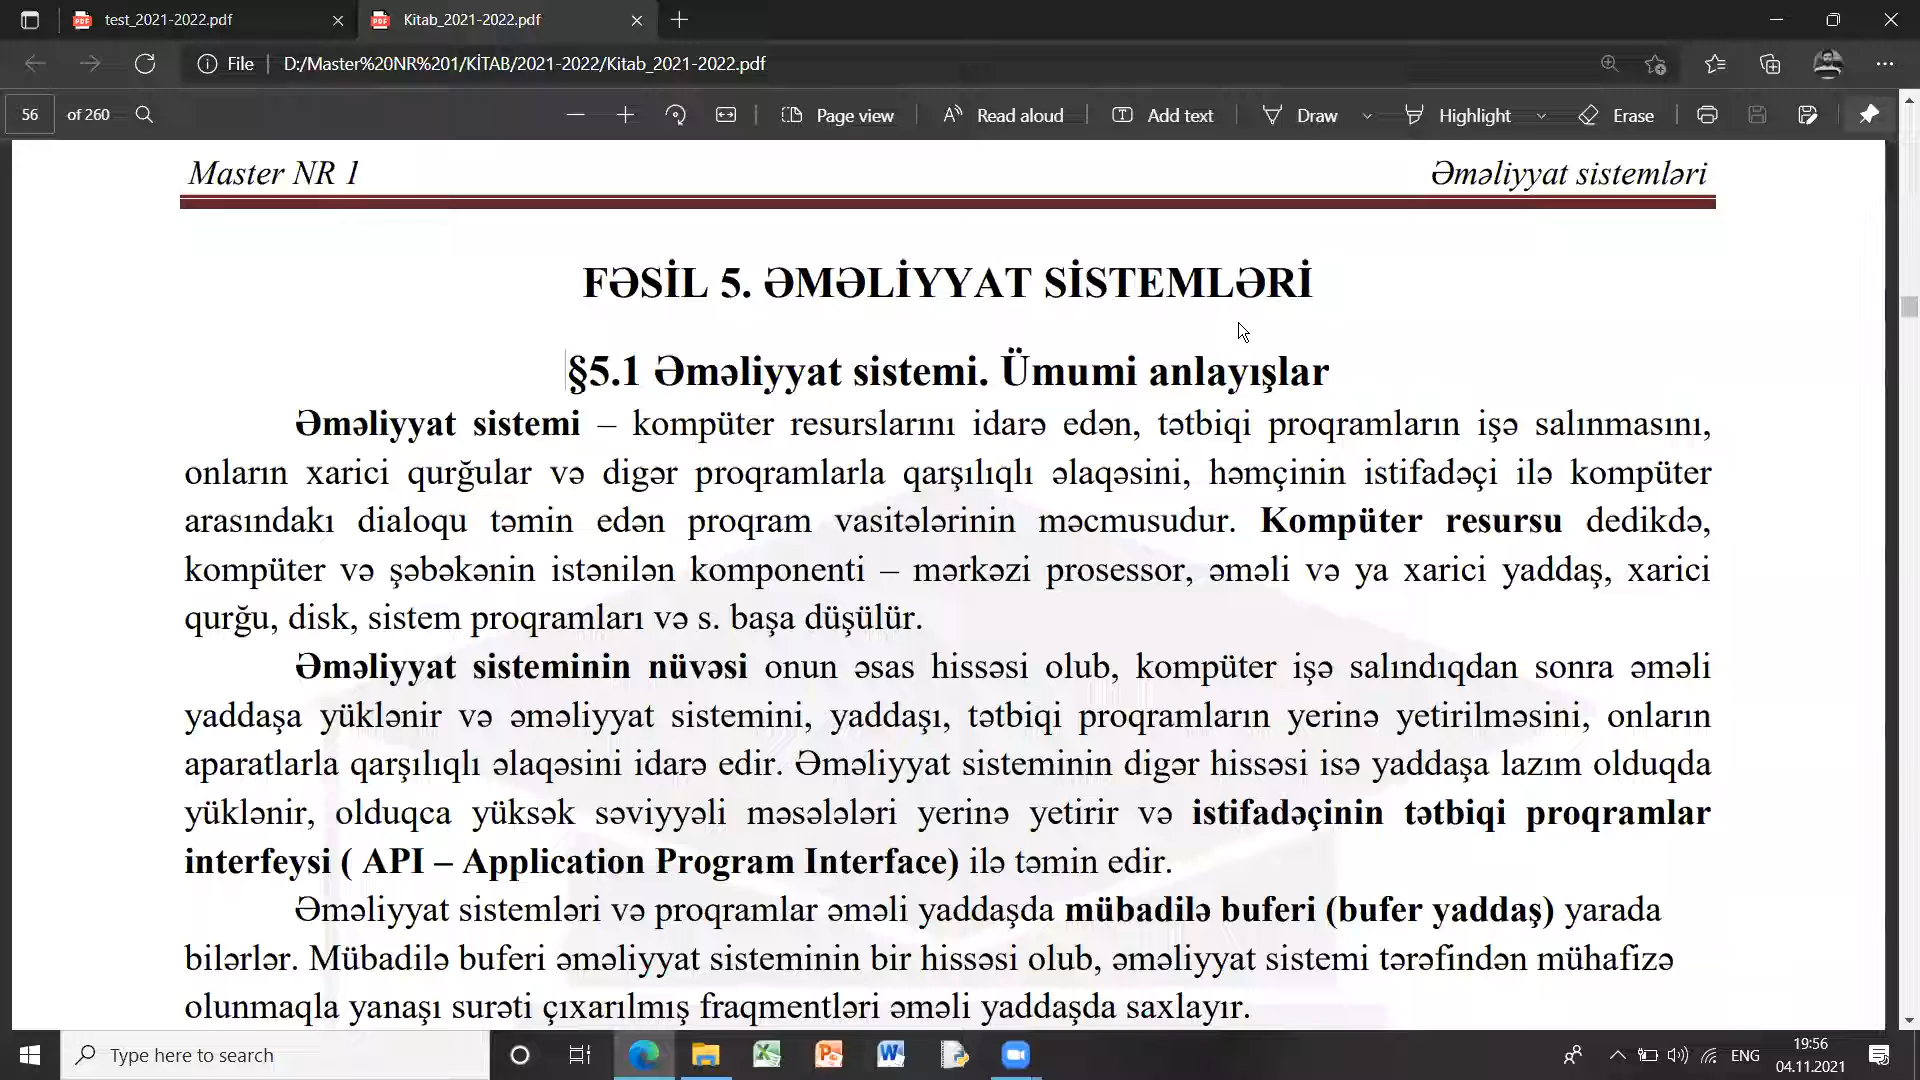 test_2021-2022.pdf
Kitab_2021-2022.pdf
File
D:/Master%20NR%201/KİTAB/2021-2022/Kitab_2021-2022.pdf
56 of 260 Page view Read aloud Add text Draw Highlight Erase
Master NR 1 Əməliyyat sistemləri
FƏSİL 5. ƏMƏLİYYAT SİSTEMLƏRİ
§5.1 Əməliyyat sistemi. Ümumi anlayışlar
Əməliyyat sistemi – kompüter resurslarını idarə edən, tətbiqi proqramların işə salınmasını,
onların xarici qurğular və digər proqramlarla qarşılıqlı əlaqəsini, həmçinin istifadəçi ilə kompüter
arasındakı dialoqu təmin edən proqram vasitələrinin məcmusudur. Kompüter resursu dedikdə,
kompüter və şəbəkənin istənilən komponenti – mərkəzi prosessor, əməli və ya xarici yaddaş, xarici
qurğu, disk, sistem proqramları və s. başa düşülür.
Əməliyyat sisteminin nüvəsi onun əsas hissəsi olub, kompüter işə salındıqdan sonra əməli
yaddaşa yüklənir və əməliyyat sistemini, yaddaşı, tətbiqi proqramların yerinə yetirilməsini, onların
aparatlarla qarşılıqlı əlaqəsini idarə edir. Əməliyyat sisteminin digər hissəsi isə yaddaşa lazım olduqda
yüklənir, olduqca yüksək səviyyəli məsələləri yerinə yetirir və istifadəçinin tətbiqi proqramlar
interfeysi ( API – Application Program Interface) ilə təmin edir.
Əməliyyat sistemləri və proqramlar əməli yaddaşda mübadilə buferi (bufer yaddaş) yarada
bilərlər. Mübadilə buferi əməliyyat sisteminin bir hissəsi olub, əməliyyat sistemi tərəfindən mühafizə
olunmaqla yanaşı surəti çıxarılmış fraqmentləri əməli yaddaşda saxlayır.
Type here to search
ENG
19:56
04.11.2021